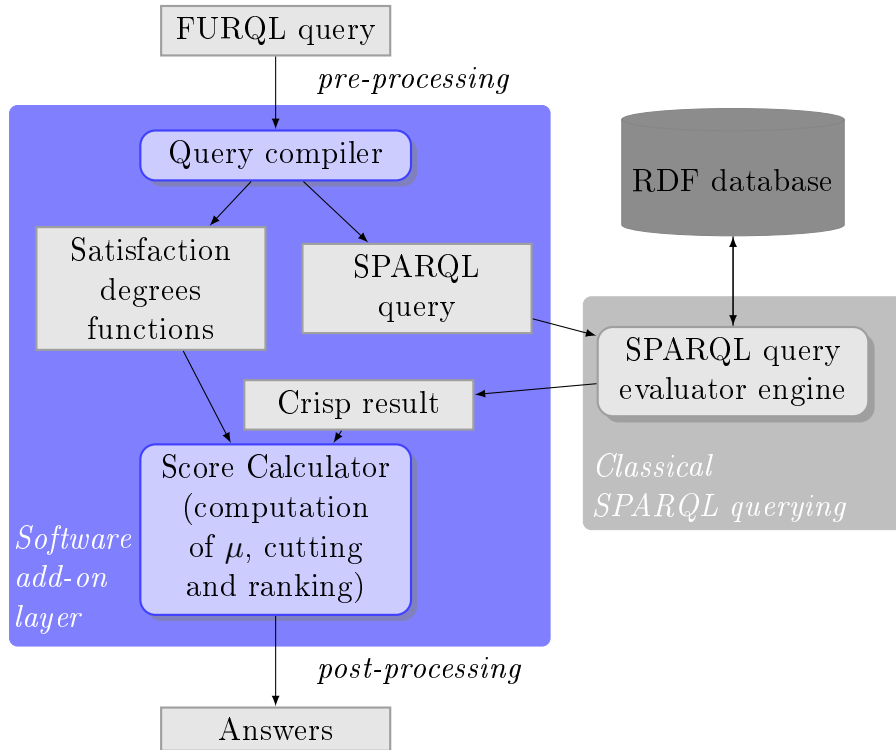 FURQL query
pre-processing
Query compiler
RDF database
Satisfaction
degrees
functions
SPARQL
query
SPARQL query
evaluator engine
Crisp result
Classical
SPARQL querying
Score Calculator
(computation
of μ, cutting
and ranking)
Software
add-on
layer
post-processing
Answers